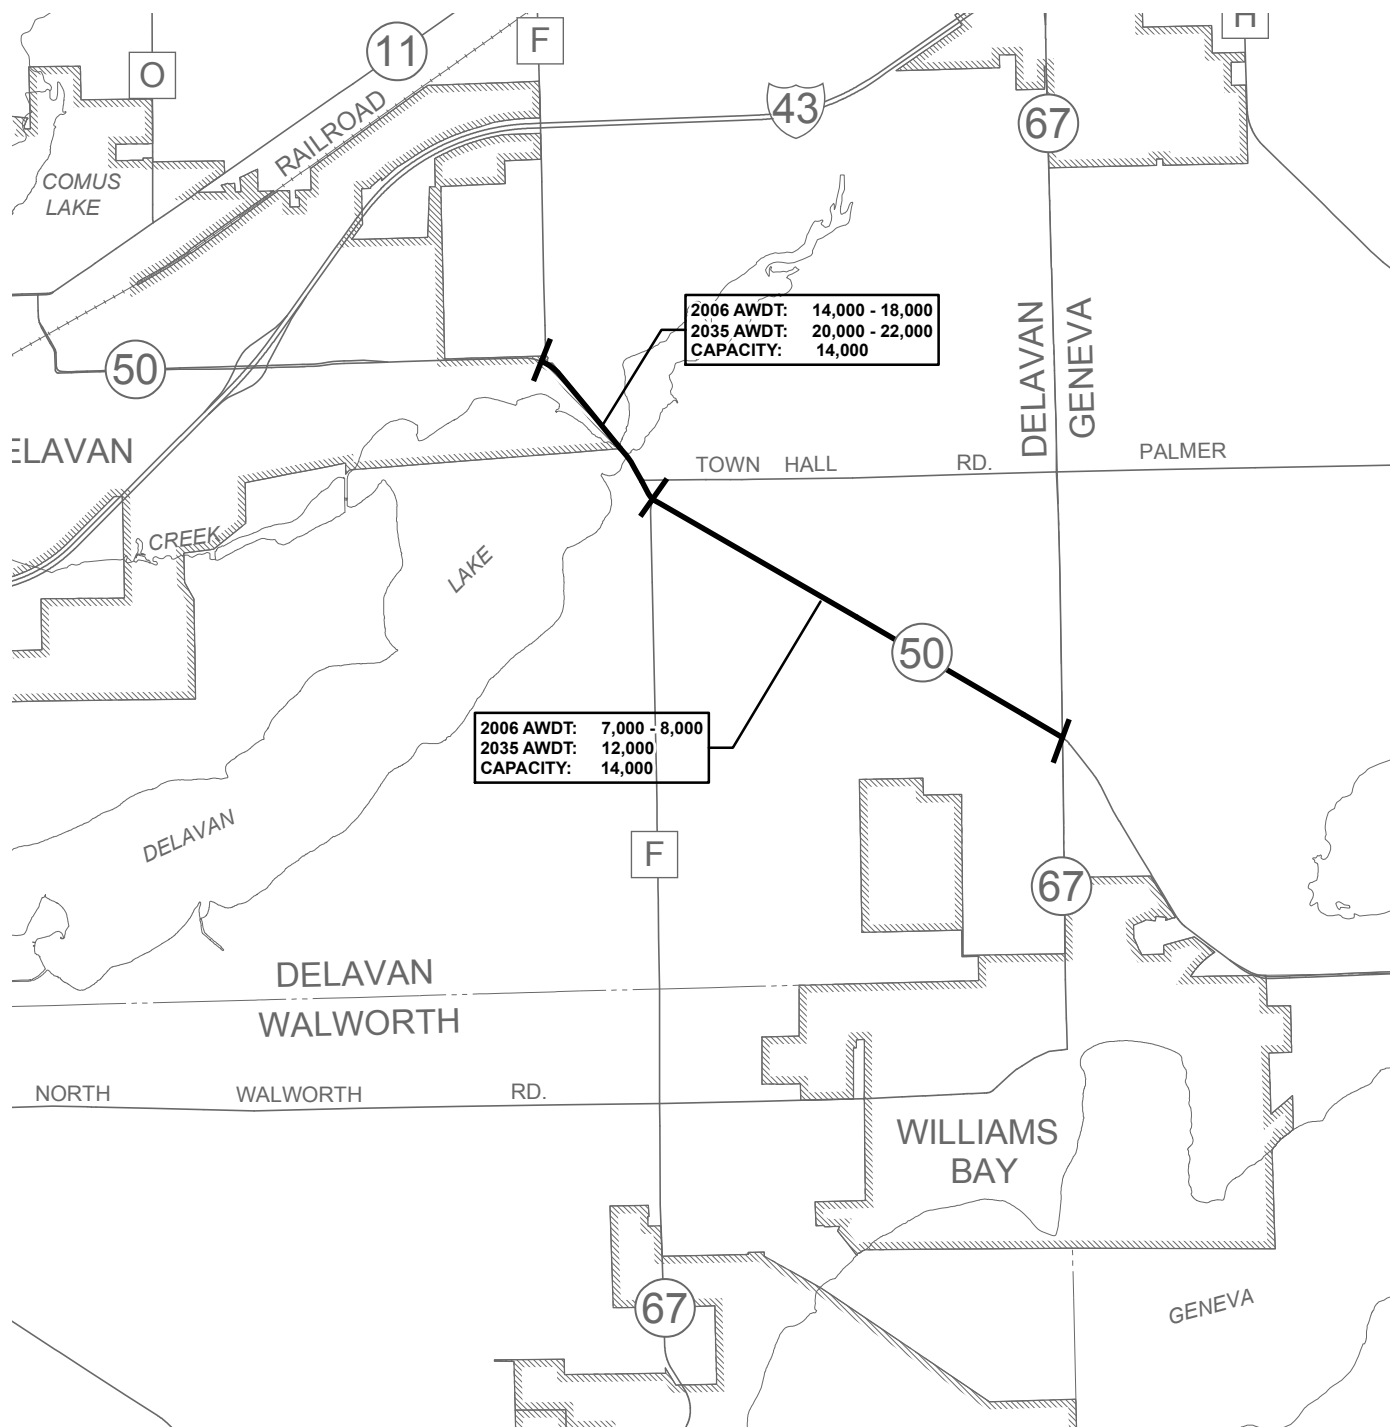 H
F
11
O
43
RAILROAD
67
COMUS
LAKE
2006 AWDT: 14,000 - 18,000
2035 AWDT: 20,000 - 22,000
CAPACITY: 14,000
DELAVAN
GENEVA
50
ELAVAN
TOWN HALL RD.
PALMER
CREEK
LAKE
50
2006 AWDT: 7,000 - 8,000
2035 AWDT: 12,000
CAPACITY: 14,000
DELAVAN
F
67
DELAVAN
WALWORTH
NORTH WALWORTH RD.
WILLIAMS
BAY
67
GENEVA